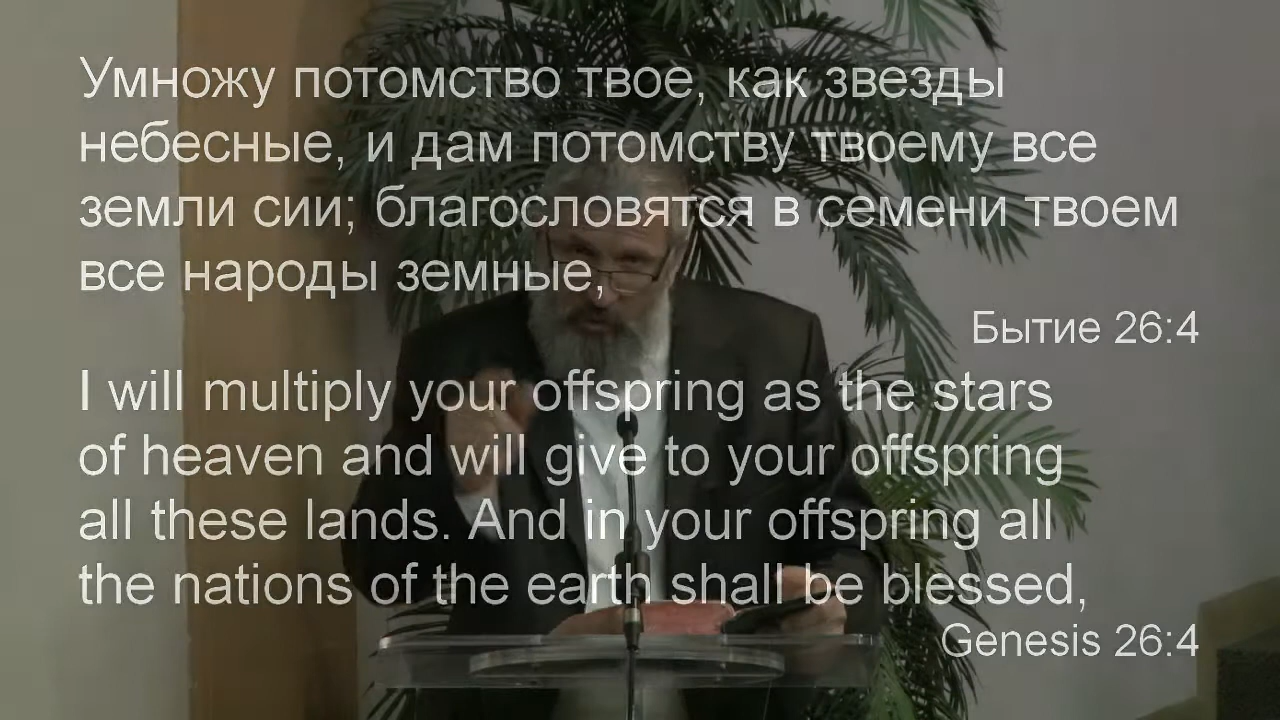 Умножу потомство твое, как звезды
небесные, и дам потомству твоему все
земли сии; благословятся в семени твоем
все народы земные,
Бытие 26:4
I will multiply your offspring as the stars
of heaven and will give to your offspring
all these lands. And in your offspring all
the nations of the earth shall be blessed,
Genesis 26:4